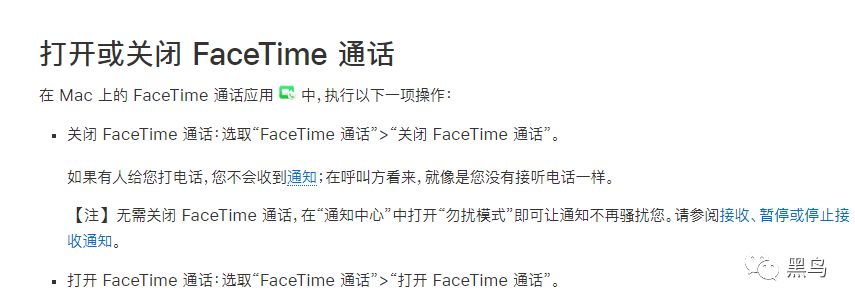 打开或关闭 FaceTime 通话
在 Mac 上的 FaceTime 通话应用 中，执行以下一项操作：
▪ 关闭 FaceTime 通话：选取“FaceTime 通话”>“关闭 FaceTime 通话”。
如果有人给您打电话，您不会收到通知；在呼叫方看来，就像是您没有接听电话一样。
【注】无需关闭 FaceTime 通话，在“通知中心”中打开“勿扰模式”即可让通知不再骚扰您。请参阅接收、暂停或停止接
收通知。
▪ 打开 FaceTime 通话：选取“FaceTime 通话”>“打开 FaceTime 通话”。
黑鸟